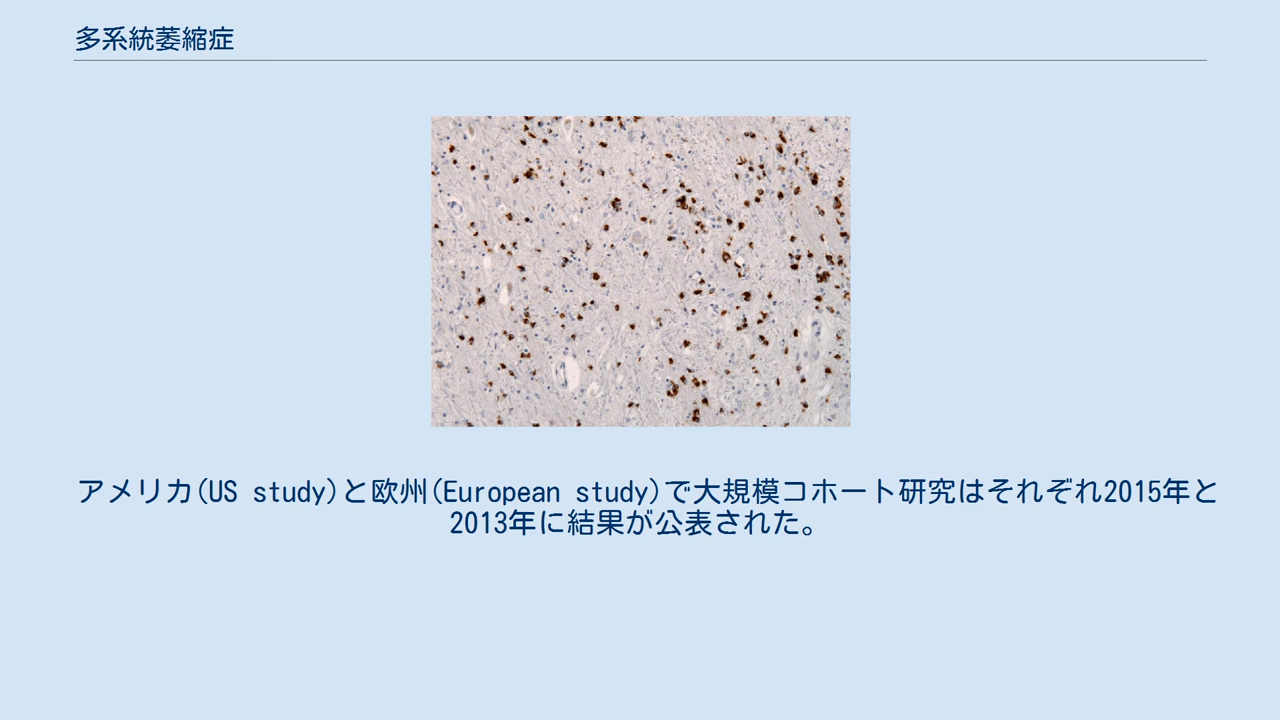 多系統萎縮症
アメリカ(US study)と欧州(European study)で大規模コホート研究はそれぞれ2015年と
2013年に結果が公表された。